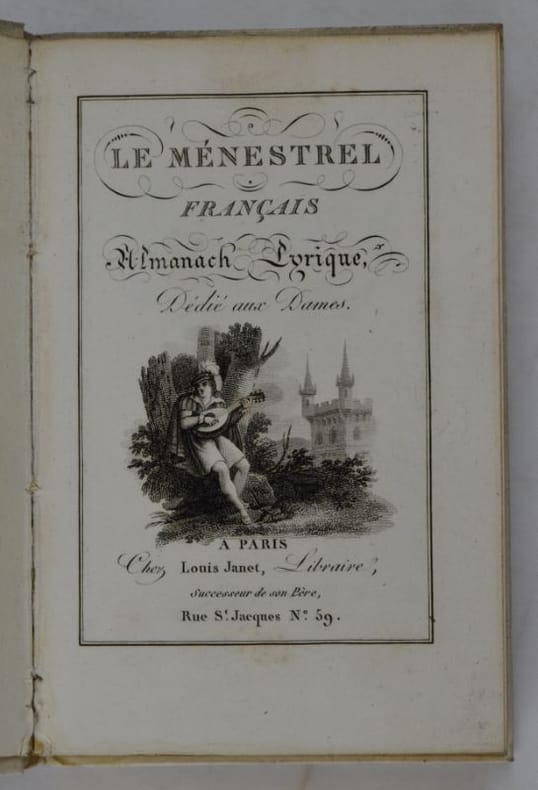 LE MÉNESTREL
FRANÇAIS
Almanach Lyrique,
Dédié aux Dames.
A PARIS
Chez Louis Janet, Libraire,
Successeur de son Père,
Rue St. Jacques No. 59.